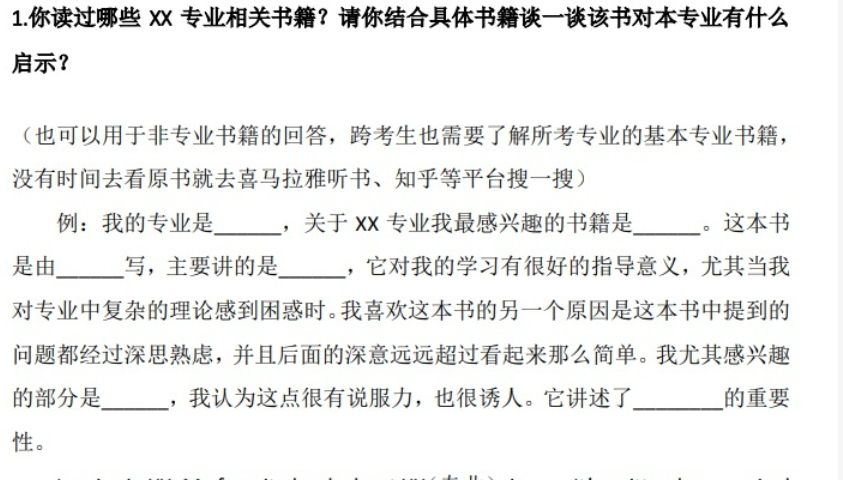 1.你读过哪些 XX 专业相关书籍？请你结合具体书籍谈一谈该书对本专业有什么
启示？
（也可以用于非专业书籍的回答，跨考生也需要了解所考专业的基本专业书籍，
没有时间去看原书就去喜马拉雅听书、知乎等平台搜一搜）
例：我的专业是______，关于 XX 专业我最感兴趣的书籍是______。这本书
是由______写，主要讲的是______，它对我的学习有很好的指导意义，尤其当我
对专业中复杂的理论感到困惑时。我喜欢这本书的另一个原因是这本书中提到的
问题都经过深思熟虑，并且后面的深意远远超过看起来那么简单。我尤其感兴趣
的部分是______，我认为这点很有说服力，也很诱人。它讲述了________的重要
性。